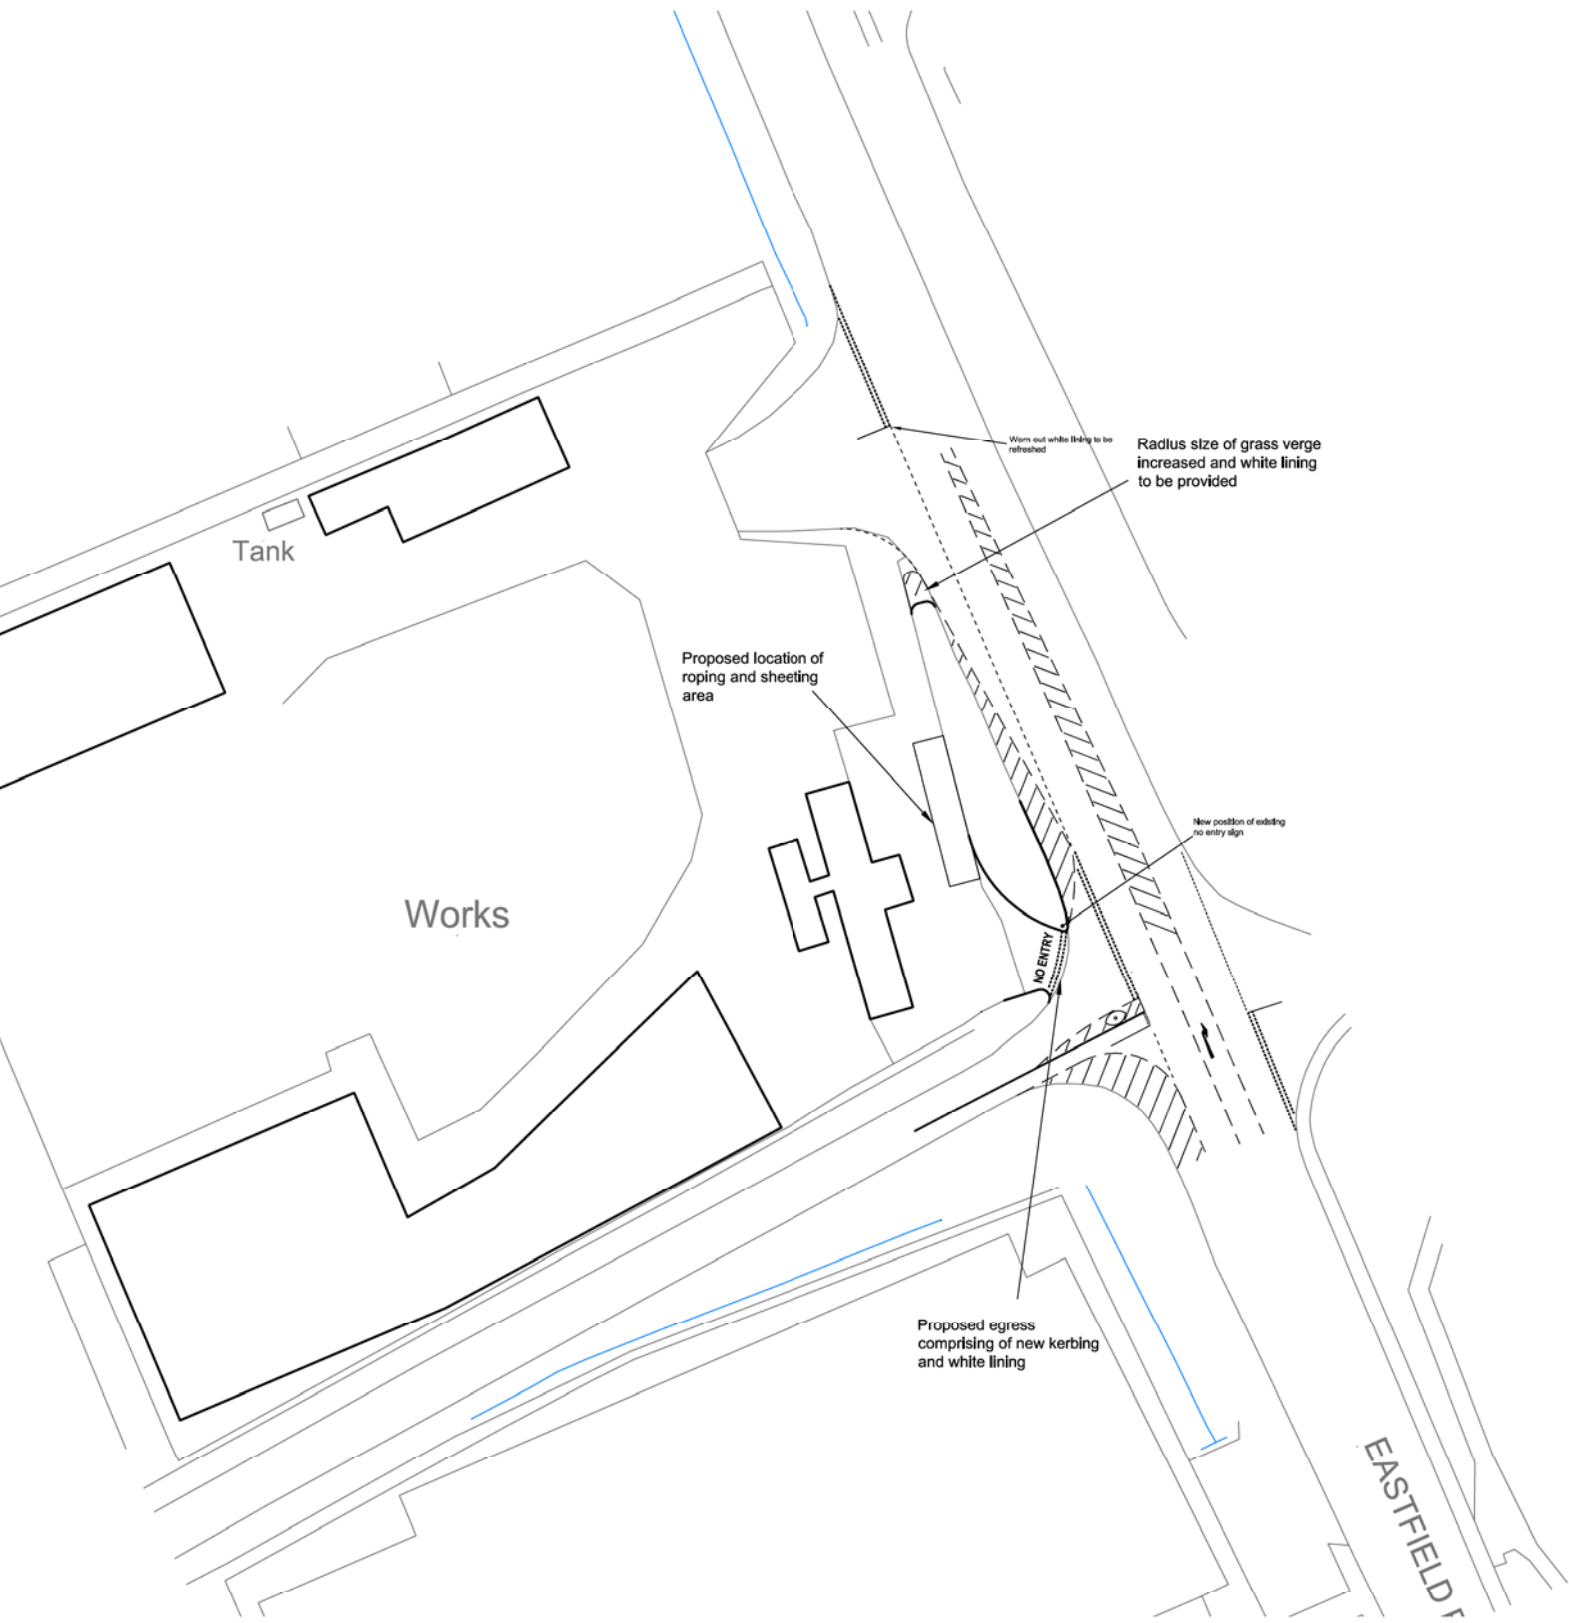 Worn out white lining to be
refreshed
Radius size of grass verge
increased and white lining
to be provided
Tank
Proposed location of
roping and sheeting
area
New position of existing
no entry sign
Works
NO ENTRY
Proposed egress
comprising of new kerbing
and white lining
EASTFIELD